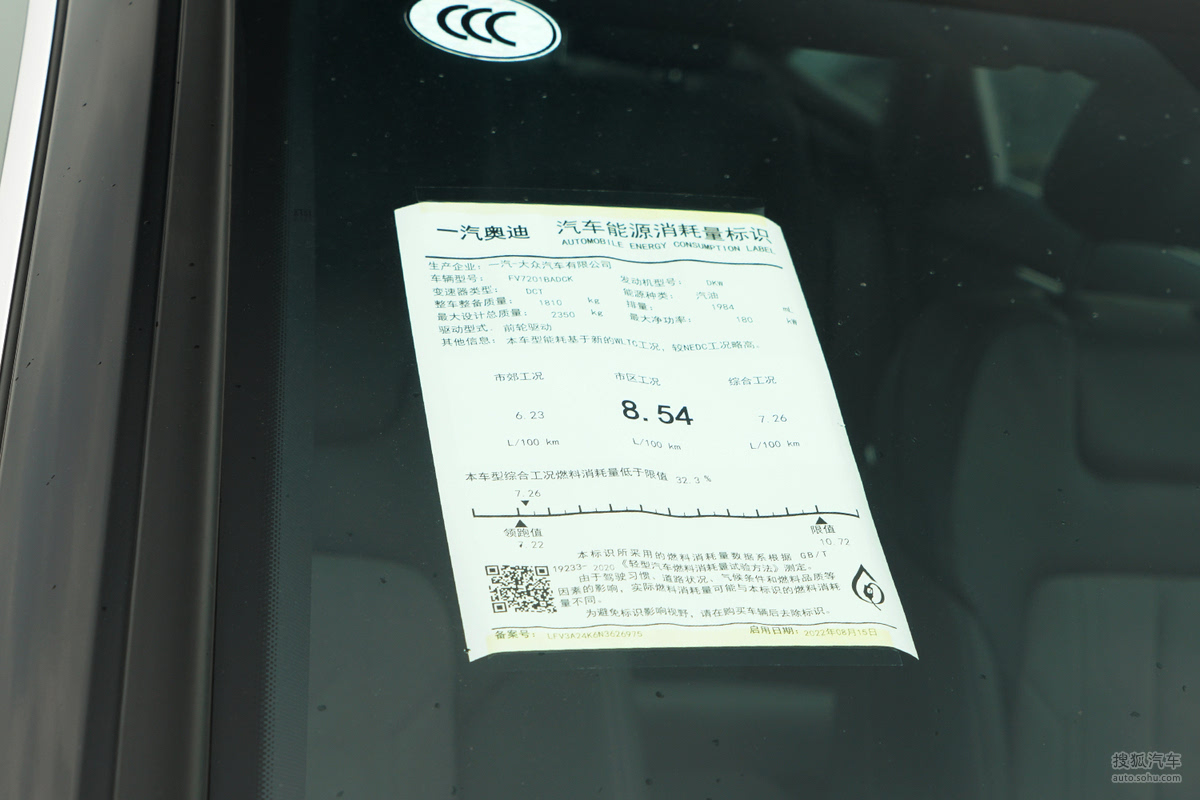 CCC
一汽奥迪 汽车能源消耗量标识
AUTOMOBILE ENERGY CONSUMPTION LABEL
生产企业：一汽-大众汽车有限公司
车辆型号： FV7201BADCK 发动机型号： DKW
变速器类型： DCT 能源种类： 汽油
整车整备质量： 1810 kg 排量： 1984 mL
最大设计总质量： 2350 kg 最大净功率： 180 kW
驱动型式： 前轮驱动
其他信息： 本车型能耗基于新的WLTC工况，较NEDC工况略高。
市郊工况 市区工况 综合工况
6.23 8.54 7.26
L/100 km L/100 km L/100 km
本车型综合工况燃料消耗量低于限值 32.3 %
7.26
领跑值 限值
7.22 10.72
本标识所采用的燃料消耗量数据系根据 GB/T
19233-2020《轻型汽车燃料消耗量试验方法》测定。
由于驾驶习惯、道路状况、气候条件和燃料品质等
因素的影响，实际燃料消耗量可能与本标识的燃料消耗
量不同。
为避免标识影响视野，请在购买车辆后去除标识。
备案号： LFV3A24K6N3626975 启用日期：2022年08月15日
搜狐汽车
auto.sohu.com